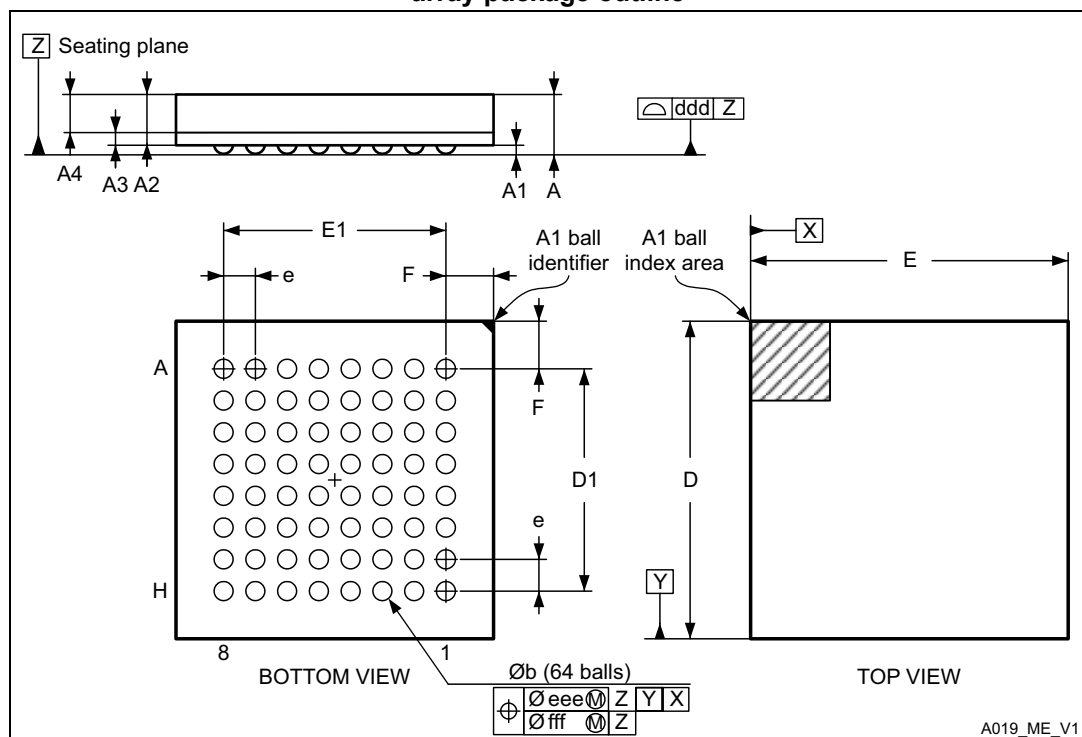 array package outline
Z Seating plane
ddd Z
A4 A3 A2 A1 A
E1
e
F
A1 ball
identifier
A1 ball
index area
X
E
A
F
D1
D
e
Y
H
8 1
BOTTOM VIEW
Øb (64 balls)
TOP VIEW
Ø eee Ⓜ Z Y X
Ø fff Ⓜ Z
A019_ME_V1